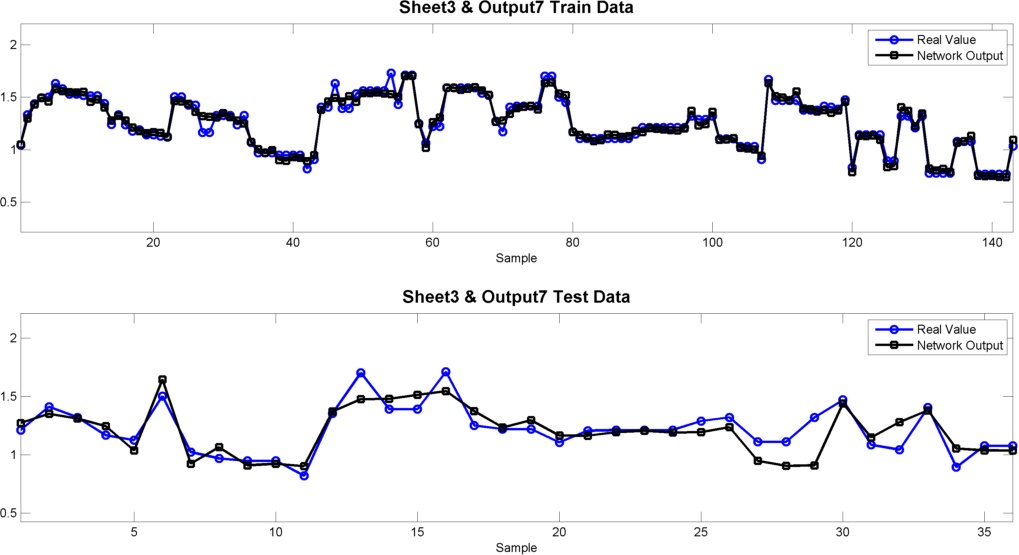 Sheet3 & Output7 Train Data
Real Value
Network Output
2
1.5
1
0.5
20 40 60 80 100 120 140
Sample
Sheet3 & Output7 Test Data
Real Value
Network Output
2
1.5
1
0.5
5 10 15 20 25 30 35
Sample